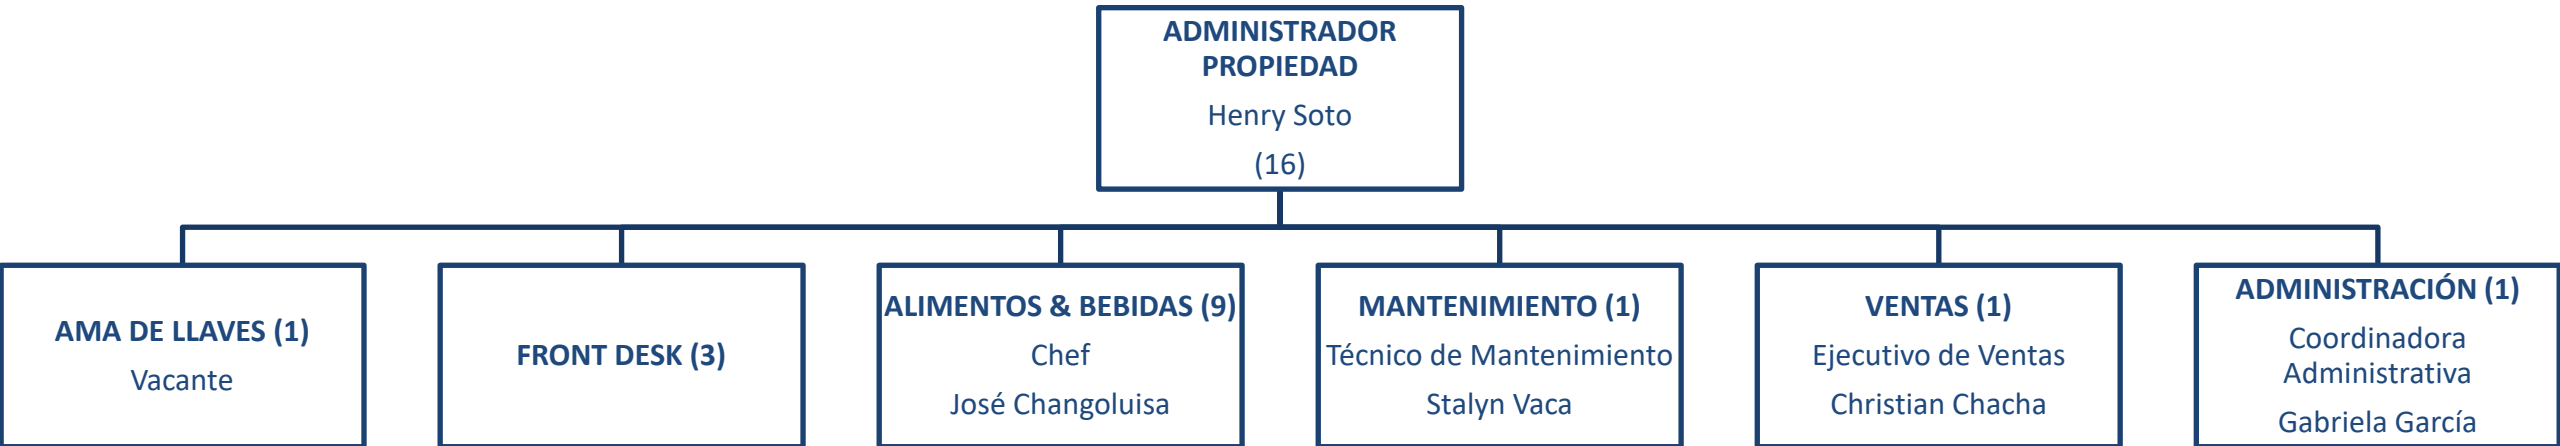 ADMINISTRADOR
PROPIEDAD
Henry Soto
(16)
AMA DE LLAVES (1)
Vacante
FRONT DESK (3)
ALIMENTOS & BEBIDAS (9)
Chef
José Changoluisa
MANTENIMIENTO (1)
Técnico de Mantenimiento
Stalyn Vaca
VENTAS (1)
Ejecutivo de Ventas
Christian Chacha
ADMINISTRACIÓN (1)
Coordinadora
Administrativa
Gabriela García